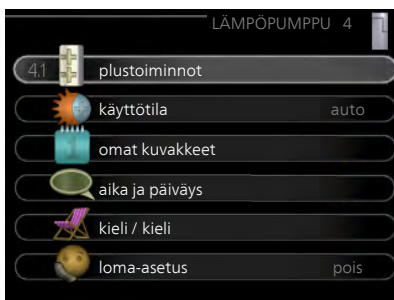 LÄMPÖPUMPPU 4
4.1 plustoiminnot
käyttötila auto
omat kuvakkeet
aika ja päiväys
kieli / kieli
loma-asetus pois